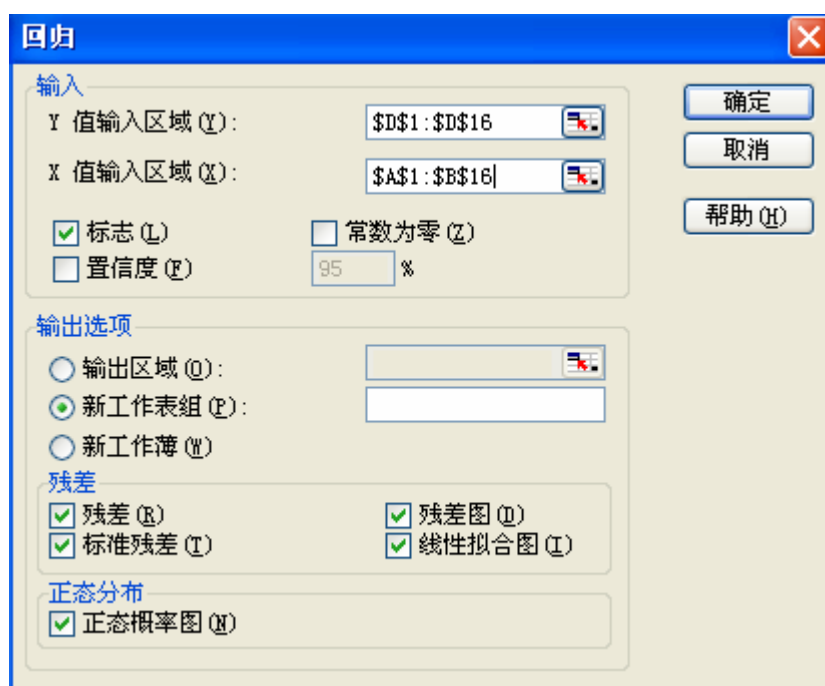 回归
输入
Y 值输入区域(Y):
$D$1:$D$16
X 值输入区域(X):
$A$1:$B$16
标志(L)
常数为零(Z)
置信度(F)
95
%
确定
取消
帮助(H)
输出选项
输出区域(O):
新工作表组(P):
新工作薄(W)
残差
残差(R)
残差图(D)
标准残差(T)
线性拟合图(I)
正态分布
正态概率图(N)